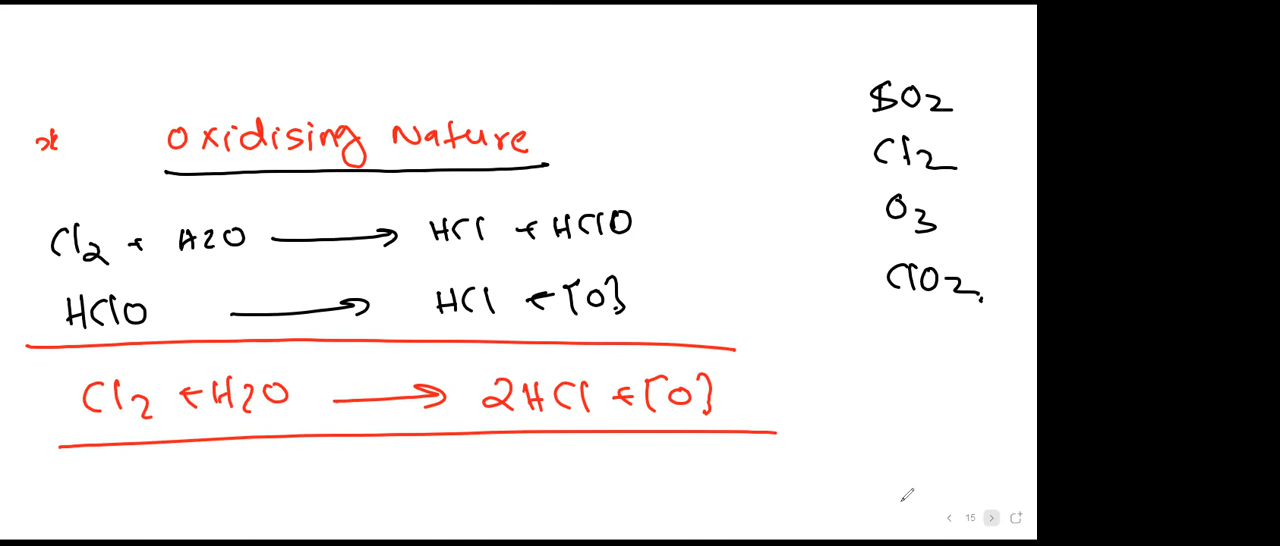 * Oxidising Nature
Cl2 + H2O ⟶ HCl + HClO
HClO ⟶ HCl + [O]
Cl2 + H2O ⟶ 2HCl + [O]
SO2
Cl2
O3
ClO2.
15